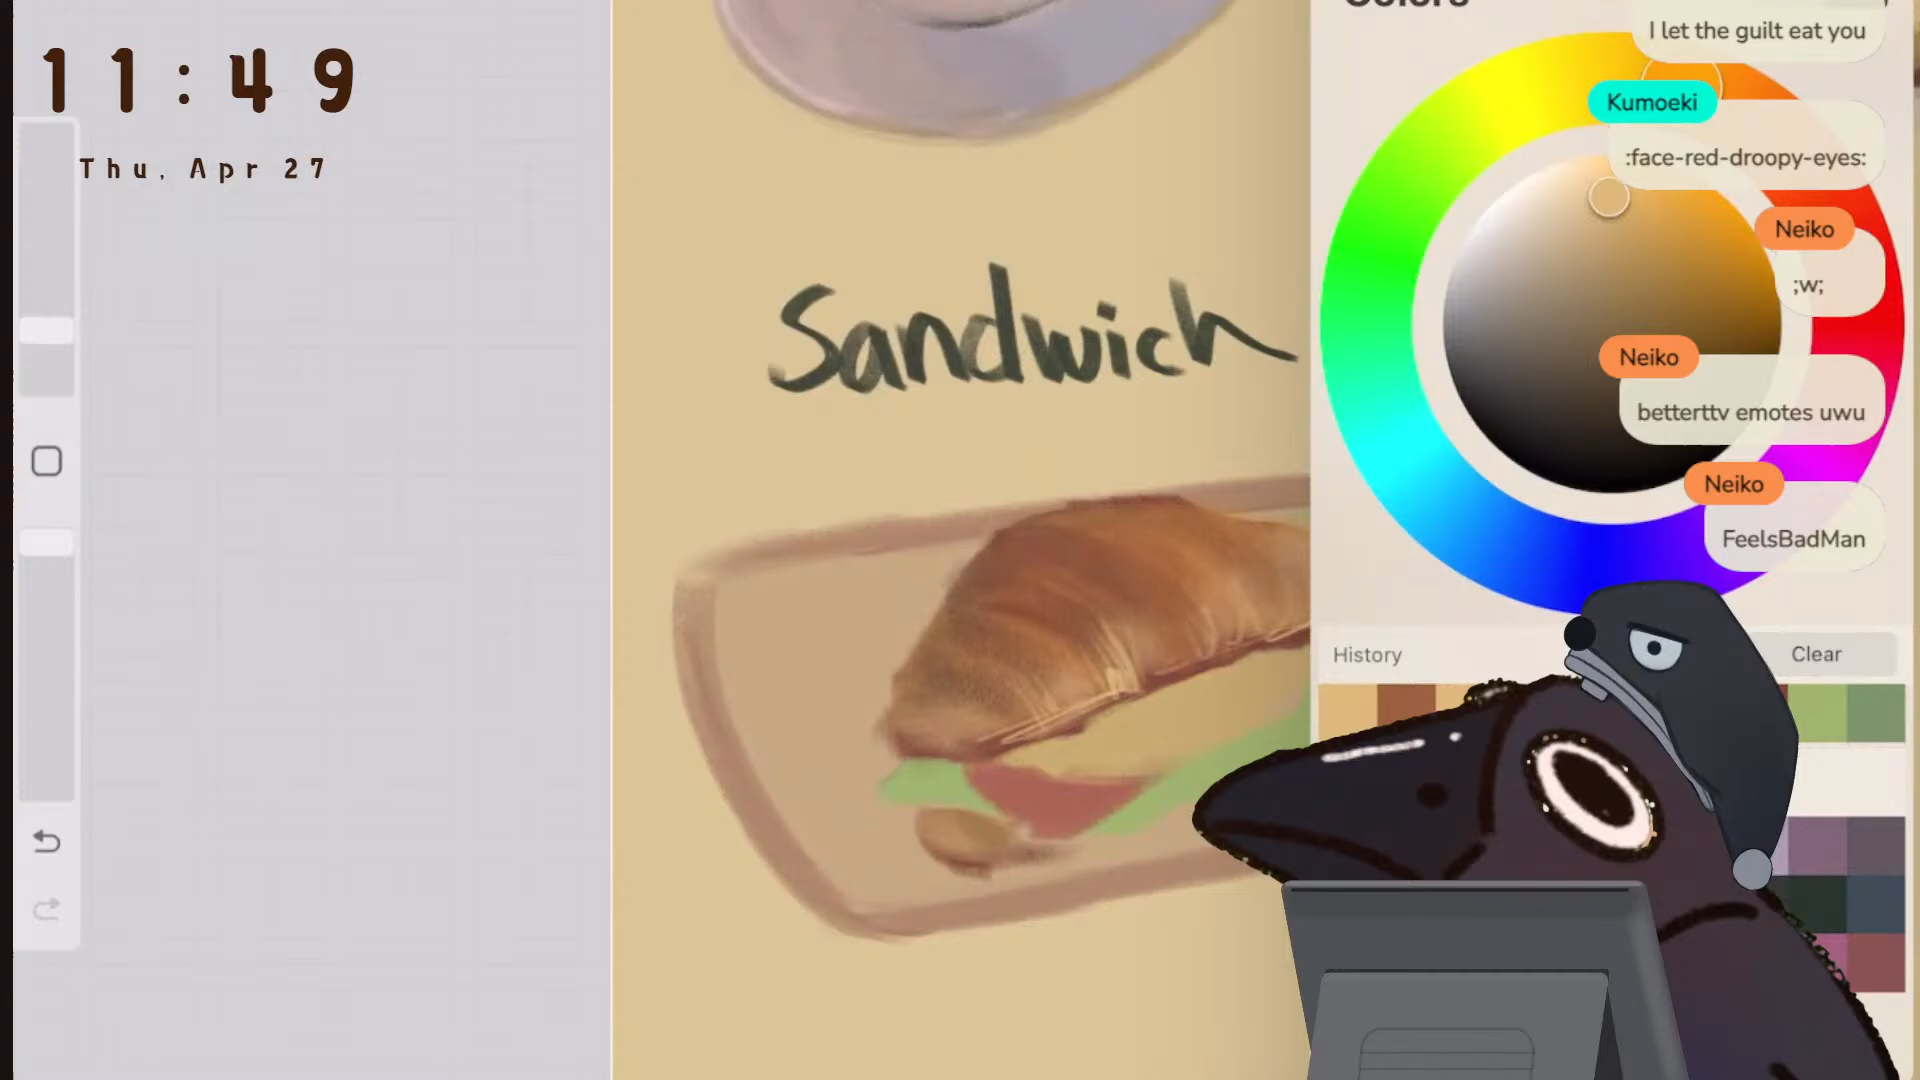 11:49
Thu, Apr 27
Sandwich
Colors
I let the guilt eat you
Kumoeki
:face-red-droopy-eyes:
Neiko
;w;
Neiko
betterttv emotes uwu
Neiko
FeelsBadMan
History
Clear